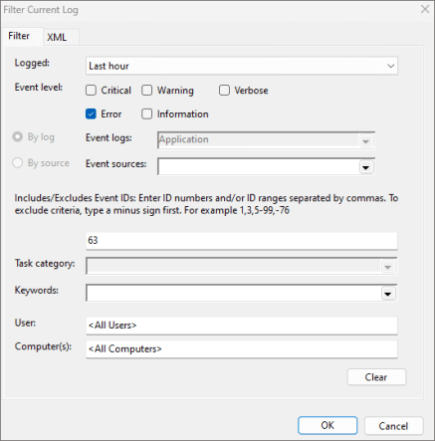 Filter Current Log
Filter XML
Logged: Last hour
Event level: Critical Warning Verbose
Error Information
By log Event logs: Application
By source Event sources:
Includes/Excludes Event IDs: Enter ID numbers and/or ID ranges separated by commas. To
exclude criteria, type a minus sign first. For example 1,3,5-99,-76
63
Task category:
Keywords:
User: <All Users>
Computer(s): <All Computers>
Clear
OK Cancel